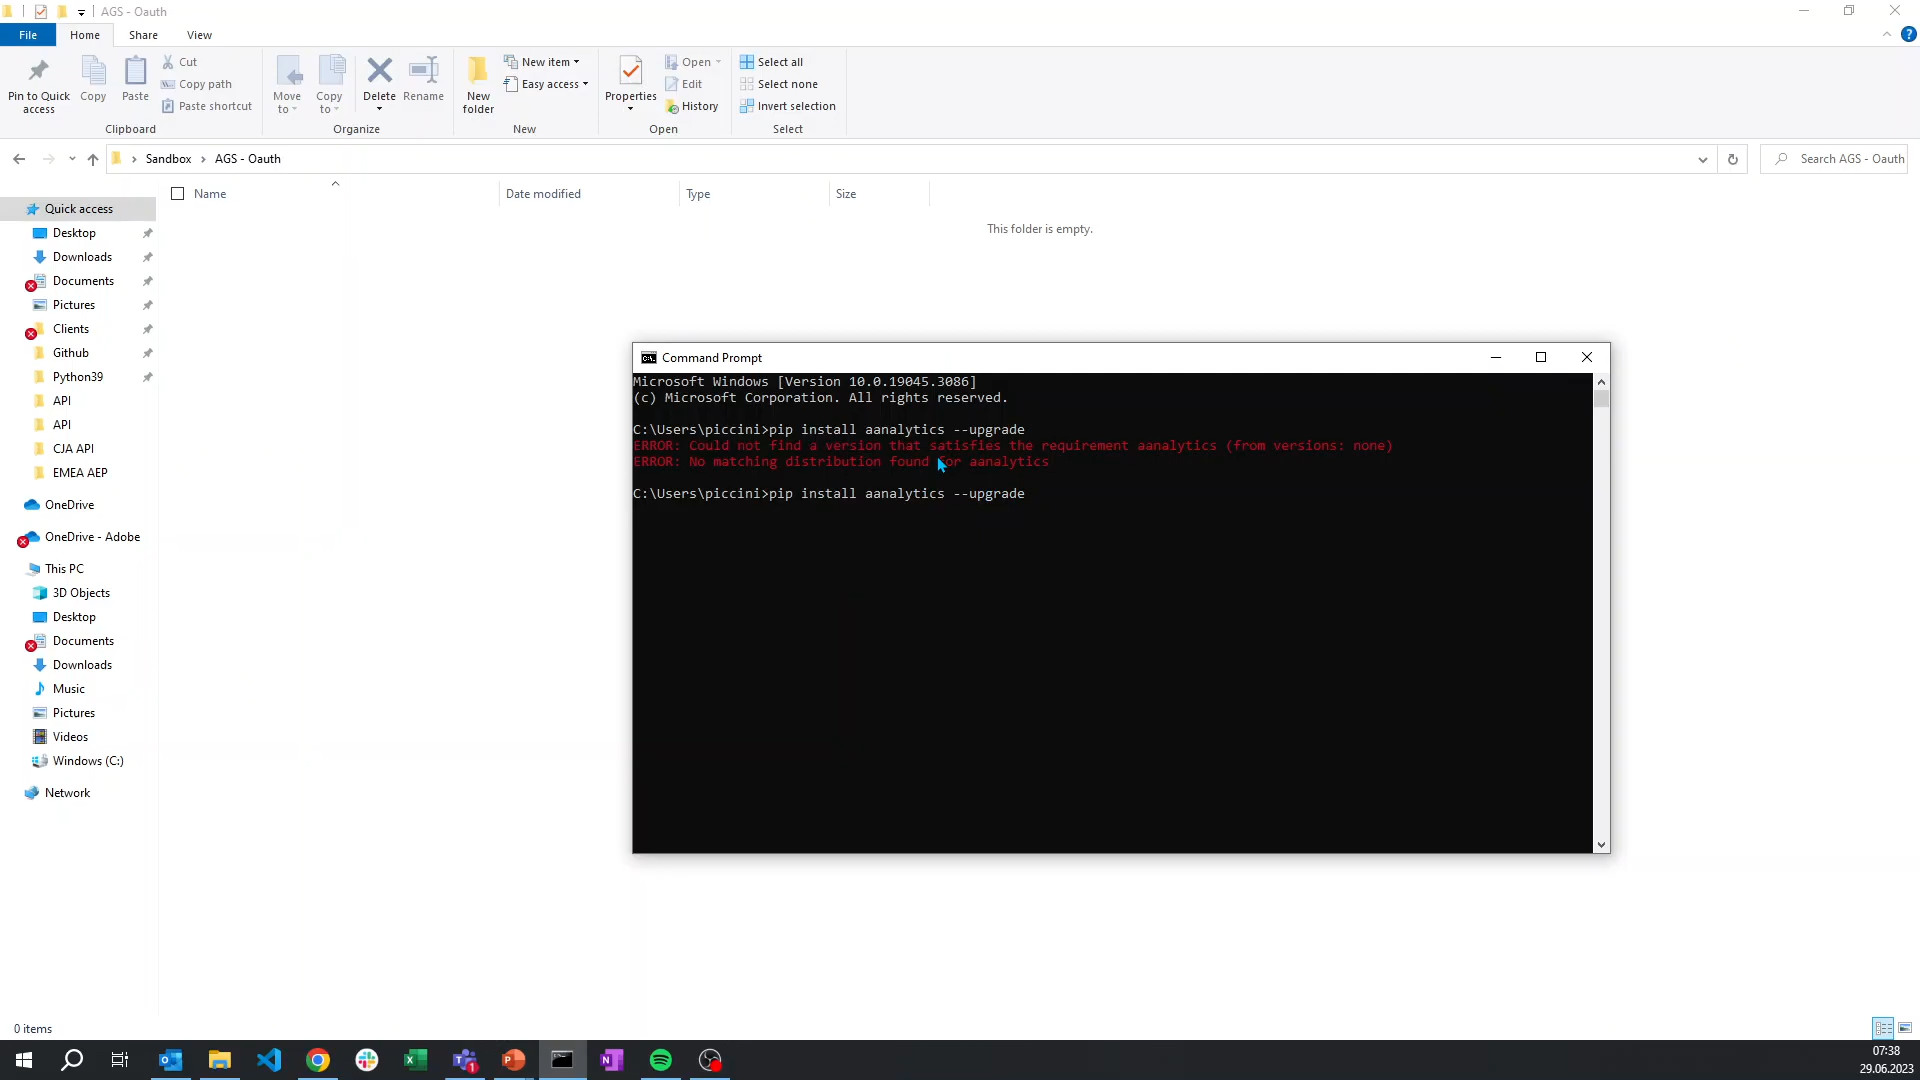 AGS - Oauth
File
Home
Share
View
Pin to Quick
access
Copy
Paste
Cut
Copy path
Paste shortcut
Clipboard
Move
to
Copy
to
Delete
Rename
Organize
New
folder
New item
Easy access
New
Properties
Open
Edit
History
Open
Select all
Select none
Invert selection
Select
Sandbox
AGS - Oauth
Search AGS - Oauth
Name
Date modified
Type
Size
This folder is empty.
Quick access
Desktop
Downloads
Documents
Pictures
Clients
Github
Python39
API
API
CJA API
EMEA AEP
OneDrive
OneDrive - Adobe
This PC
3D Objects
Desktop
Documents
Downloads
Music
Pictures
Videos
Windows (C:)
Network
Command Prompt
Microsoft Windows [Version 10.0.19045.3086]
(c) Microsoft Corporation. All rights reserved.
C:\Users\piccini>pip install aanalytics --upgrade
ERROR: Could not find a version that satisfies the requirement aanalytics (from versions: none)
ERROR: No matching distribution found for aanalytics
C:\Users\piccini>pip install aanalytics --upgrade
0 items
07:38
29.06.2023